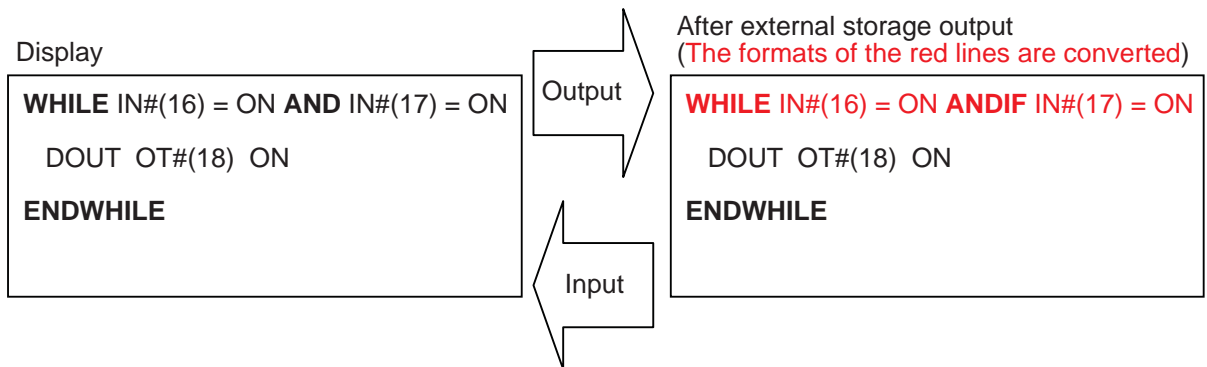 Display
WHILE IN#(16) = ON AND IN#(17) = ON
DOUT OT#(18) ON
ENDWHILE
Output
Input
After external storage output
(The formats of the red lines are converted)
WHILE IN#(16) = ON ANDIF IN#(17) = ON
DOUT OT#(18) ON
ENDWHILE